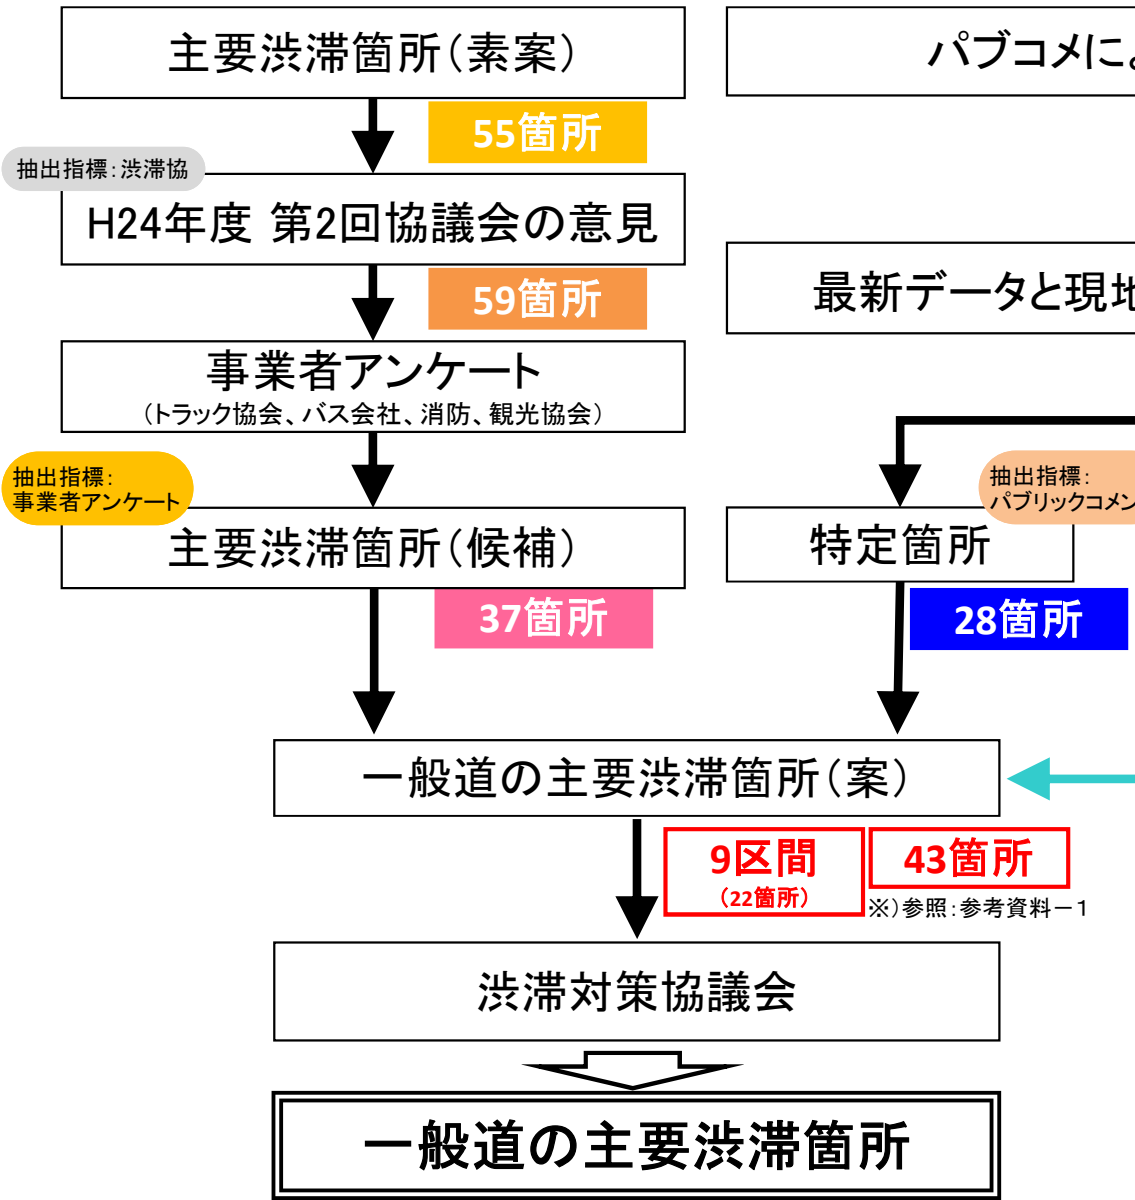 主要渋滞箇所(素案)
55箇所
抽出指標:渋滞協
H24年度 第2回協議会の意見
59箇所
事業者アンケート
(トラック協会、バス会社、消防、観光協会)
抽出指標:
事業者アンケート
主要渋滞箇所(候補)
37箇所
パブコメに
最新データと現地
抽出指標:
パブリックコメン
特定箇所
28箇所
一般道の主要渋滞箇所(案)
9区間
(22箇所)
43箇所
※)参照:参考資料-1
渋滞対策協議会
一般道の主要渋滞箇所